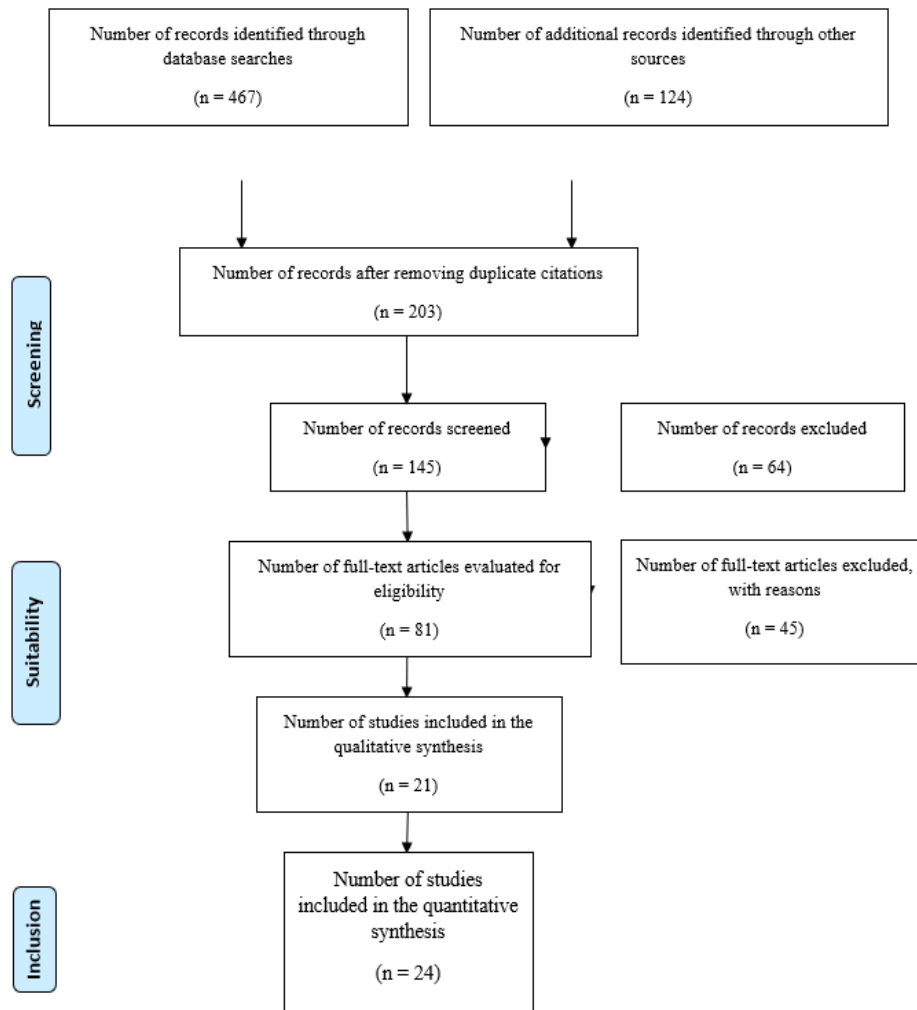 Number of records identified through
database searches
(n = 467)
Number of additional records identified through other
sources
(n = 124)
Screening
Number of records after removing duplicate citations
(n = 203)
Number of records screened
(n = 145)
Number of records excluded
(n = 64)
Suitability
Number of full-text articles evaluated for
eligibility
(n = 81)
Number of full-text articles excluded,
with reasons
(n = 45)
Number of studies included in the
qualitative synthesis
(n = 21)
Inclusion
Number of studies
included in the quantitative
synthesis
(n = 24)